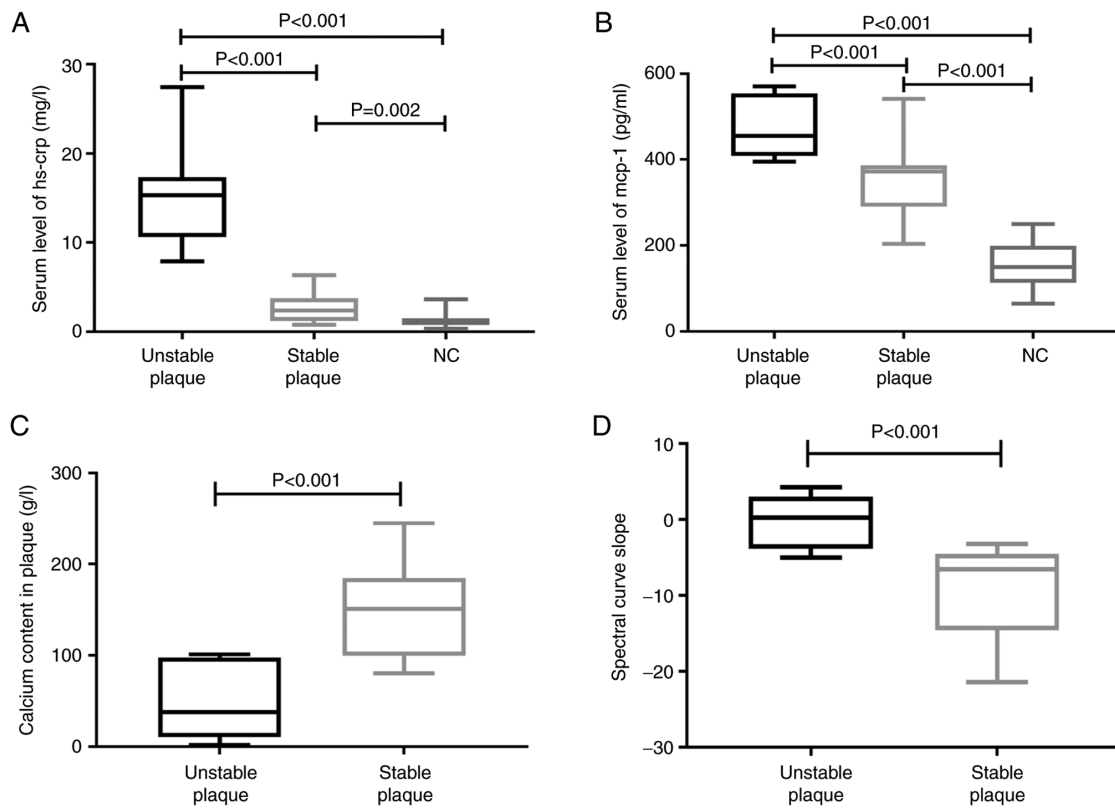 A
P<0.001
P<0.001
P=0.002
Serum level of hs-crp (mg/l)
30
20
10
0
Unstable
plaque
Stable
plaque
NC
B
P<0.001
P<0.001
P<0.001
Serum level of mcp-1 (pg/ml)
600
400
200
0
Unstable
plaque
Stable
plaque
NC
C
P<0.001
Calcium content in plaque (g/l)
300
200
100
0
Unstable
plaque
Stable
plaque
D
P<0.001
Spectral curve slope
10
0
−10
−20
−30
Unstable
plaque
Stable
plaque